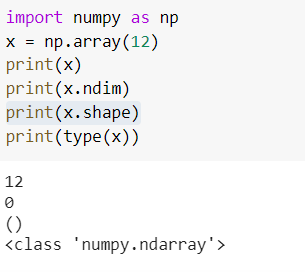 import numpy as np
x = np.array(12)
print(x)
print(x.ndim)
print(x.shape)
print(type(x))
12
0
()
<class 'numpy.ndarray'>